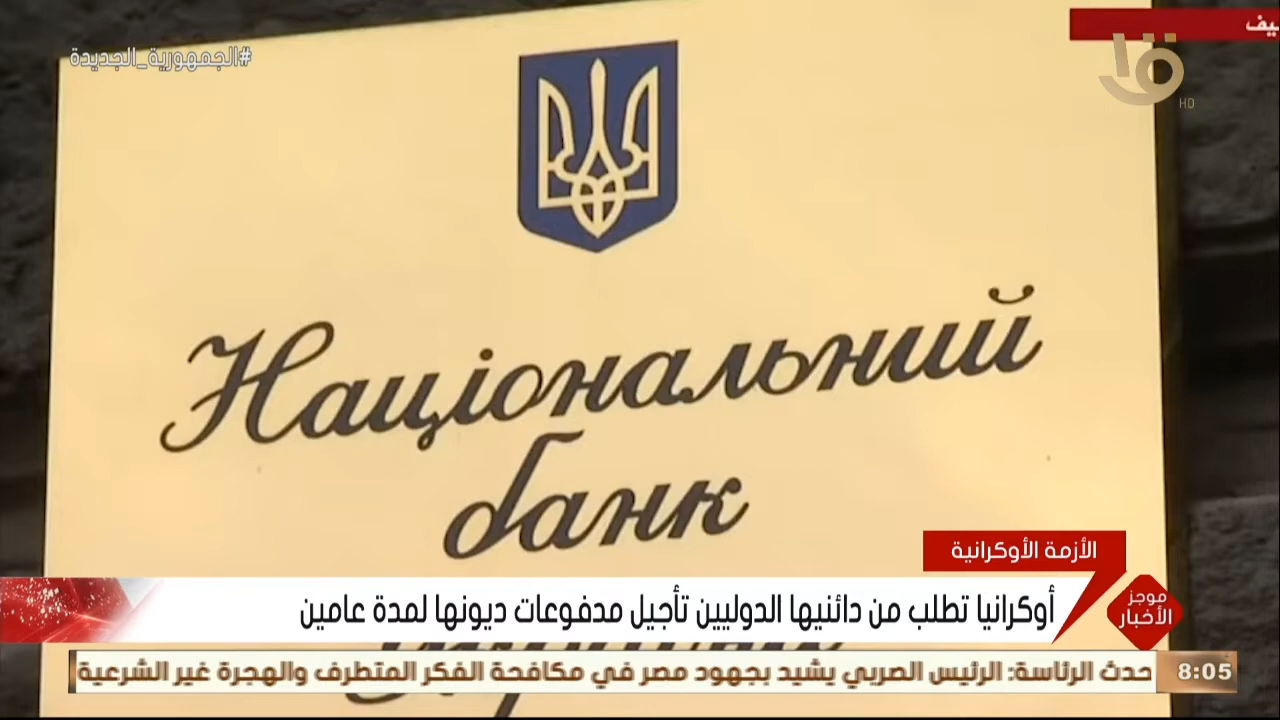 #الجمهورية_الجديدة
HD
Національний
банк
الأزمة الأوكرانية
موجز
الأخبار
أوكرانيا تطلب من دائنيها الدوليين تأجيل مدفوعات ديونها لمدة عامين
حدث الرئاسة: الرئيس الصربي يشيد بجهود مصر في مكافحة الفكر المتطرف والهجرة غير الشرعية
8:05